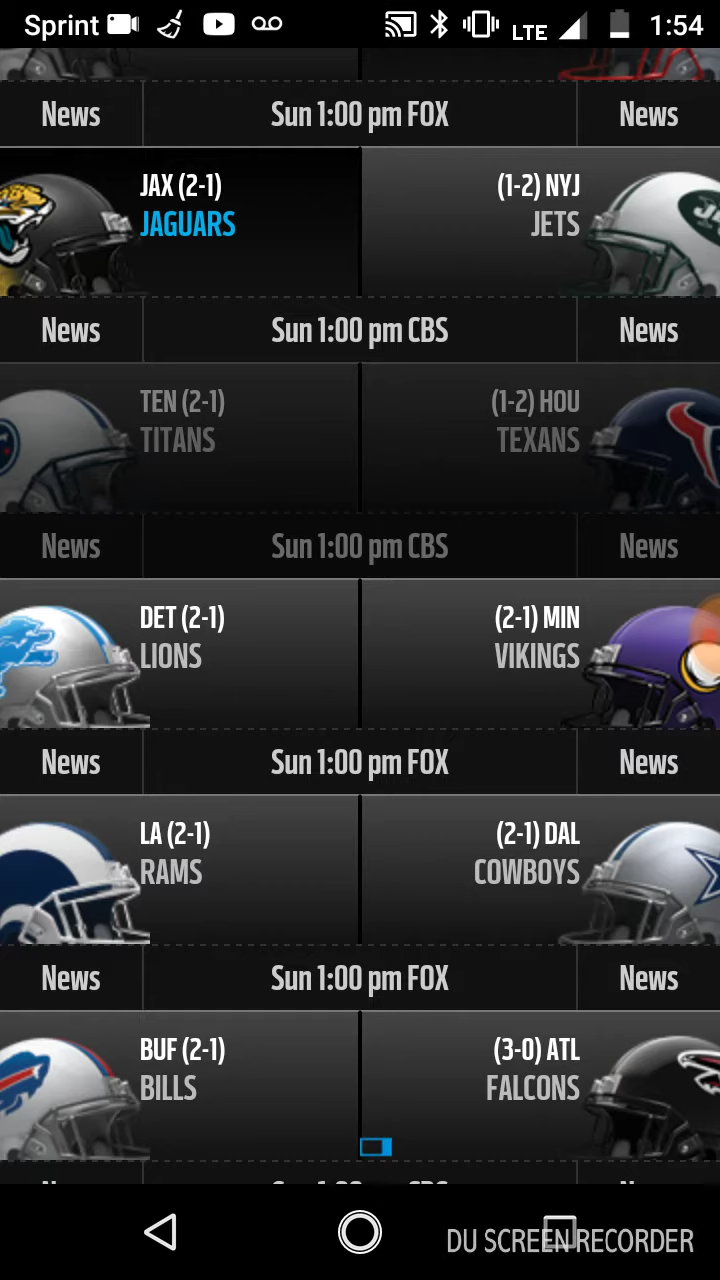 Sprint LTE 1:54
News Sun 1:00 pm FOX News
JAX (2-1) (1-2) NYJ
JAGUARS JETS
News Sun 1:00 pm CBS News
TEN (2-1) (1-2) HOU
TITANS TEXANS
News Sun 1:00 pm CBS News
DET (2-1) (2-1) MIN
LIONS VIKINGS
News Sun 1:00 pm FOX News
LA (2-1) (2-1) DAL
RAMS COWBOYS
News Sun 1:00 pm FOX News
BUF (2-1) (3-0) ATL
BILLS FALCONS
DU SCREEN RECORDER